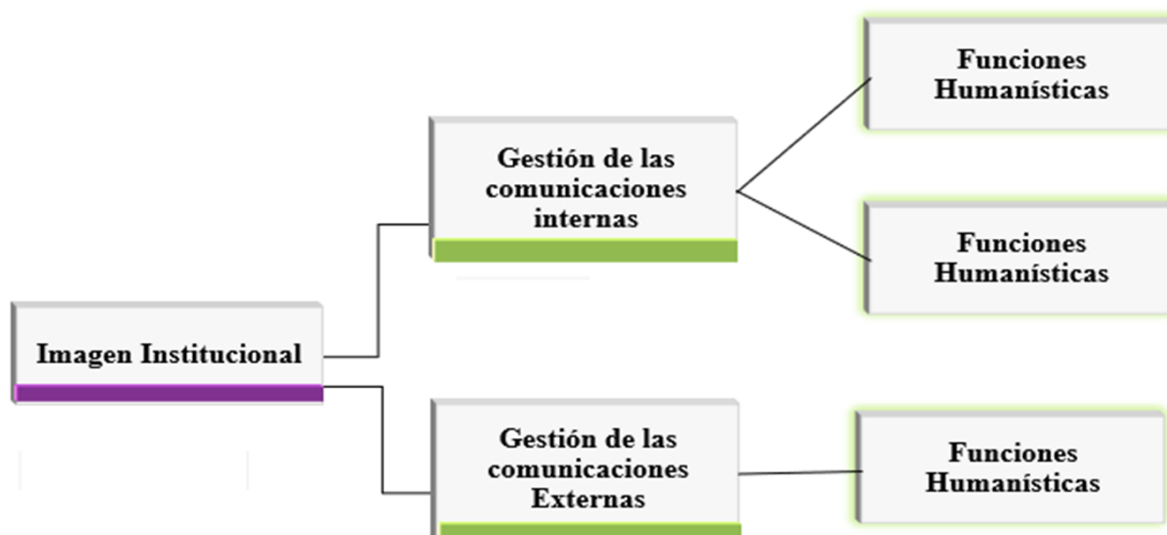 Imagen Institucional
Gestión de las
comunicaciones
internas
Funciones
Humanísticas
Funciones
Humanísticas
Gestión de las
comunicaciones
Externas
Funciones
Humanísticas